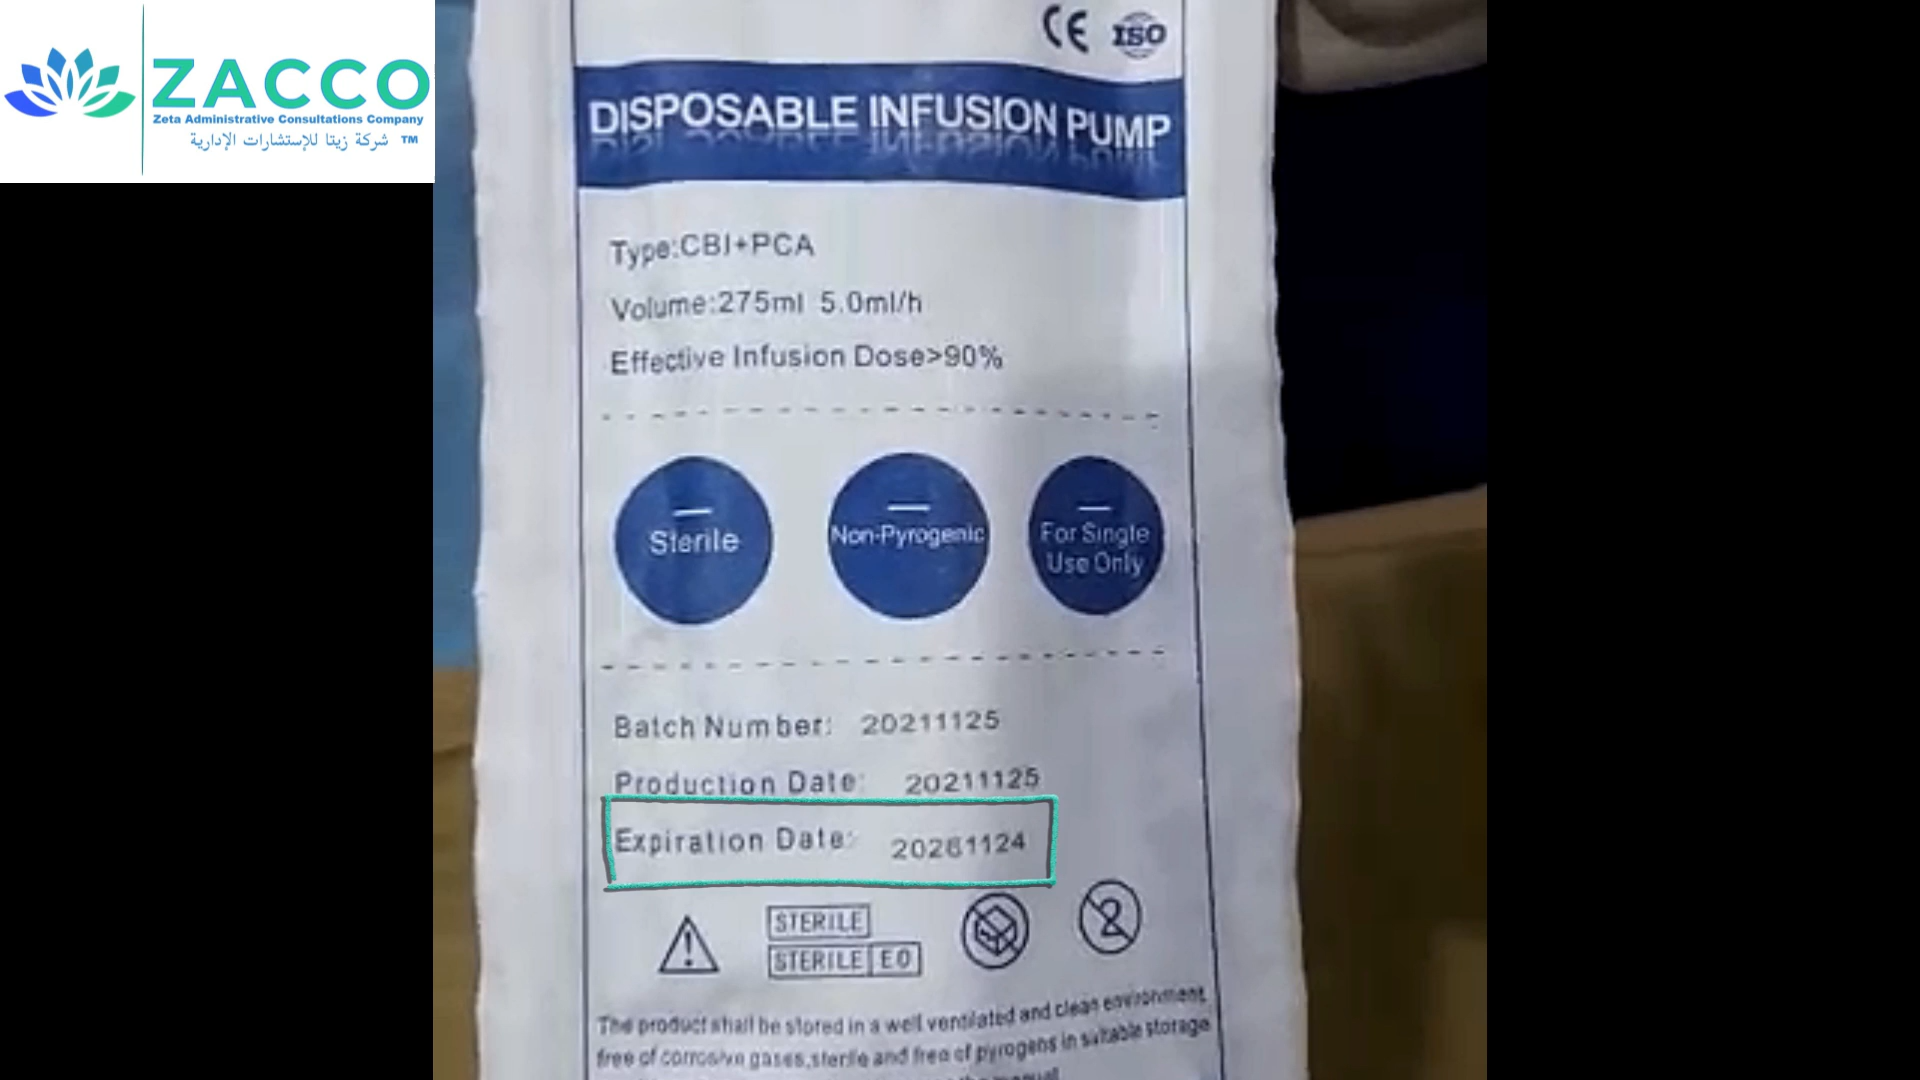 ZACCO
Zeta Administrative Consultations Company
شركة زيتا للإستشارات الإدارية ™
CE ISO
DISPOSABLE INFUSION PUMP
Type:CBI+PCA
Volume:275ml 5.0ml/h
Effective Infusion Dose>90%
Sterile
Non-Pyrogenic
For Single
Use Only
Batch Number: 20211125
Production Date: 20211125
Expiration Date: 20261124
STERILE
STERILE EO
2
The product shall be stored in a well ventilated and clean environment
free of corrosive gases,sterile and free of pyrogens in suitable storage
the manual